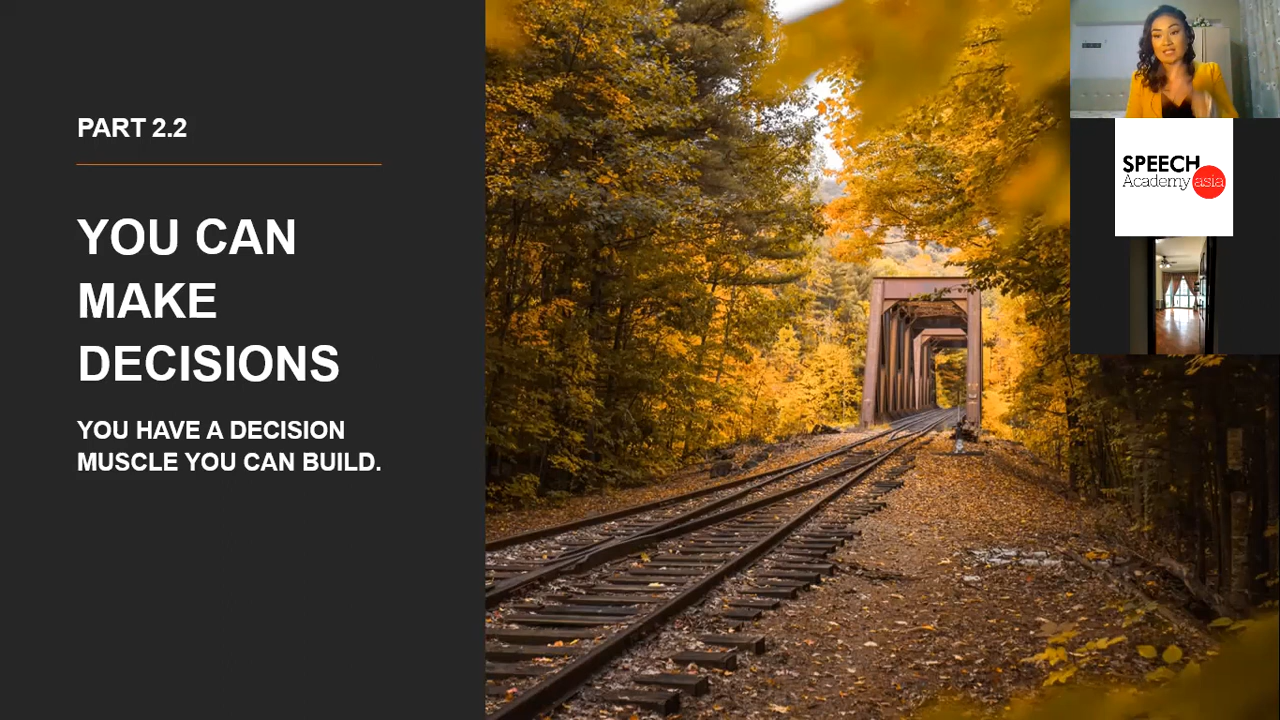 PART 2.2
YOU CAN
MAKE
DECISIONS
YOU HAVE A DECISION
MUSCLE YOU CAN BUILD.
SPEECH
Academy asia